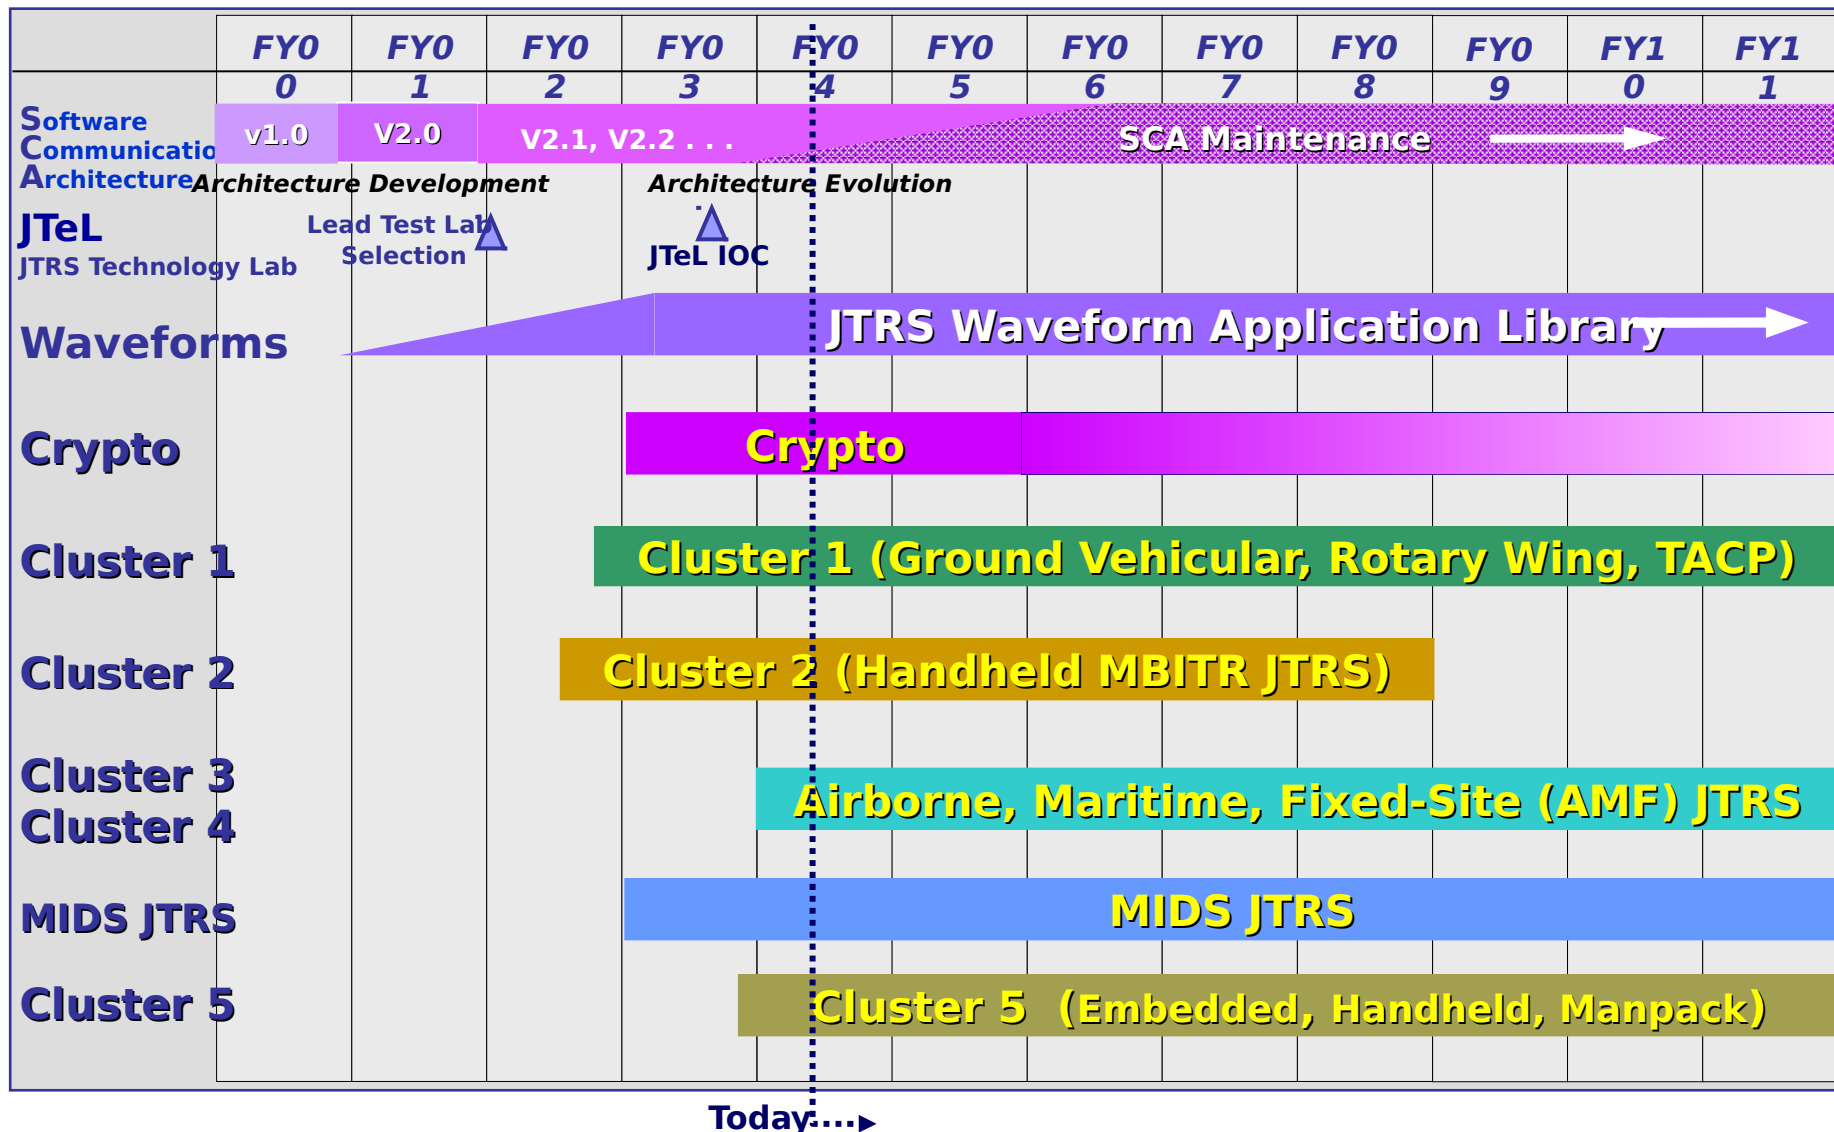 FY0 FY0 FY0 FY0 FY0 FY0 FY0 FY0 FY0 FY0 FY1 FY1
0 1 2 3 4 5 6 7 8 9 0 1
Software
Communicatio
Architecture
v1.0 V2.0 V2.1, V2.2 . . . SCA Maintenance
Architecture Development Architecture Evolution
JTeL
JTRS Technology Lab
Lead Test Lab
Selection
JTeL IOC
Waveforms JTRS Waveform Application Library
Crypto Crypto
Cluster 1 Cluster 1 (Ground Vehicular, Rotary Wing, TACP)
Cluster 2 Cluster 2 (Handheld MBITR JTRS)
Cluster 3
Cluster 4
Airborne, Maritime, Fixed-Site (AMF) JTRS
MIDS JTRS MIDS JTRS
Cluster 5 Cluster 5 (Embedded, Handheld, Manpack)
Today....